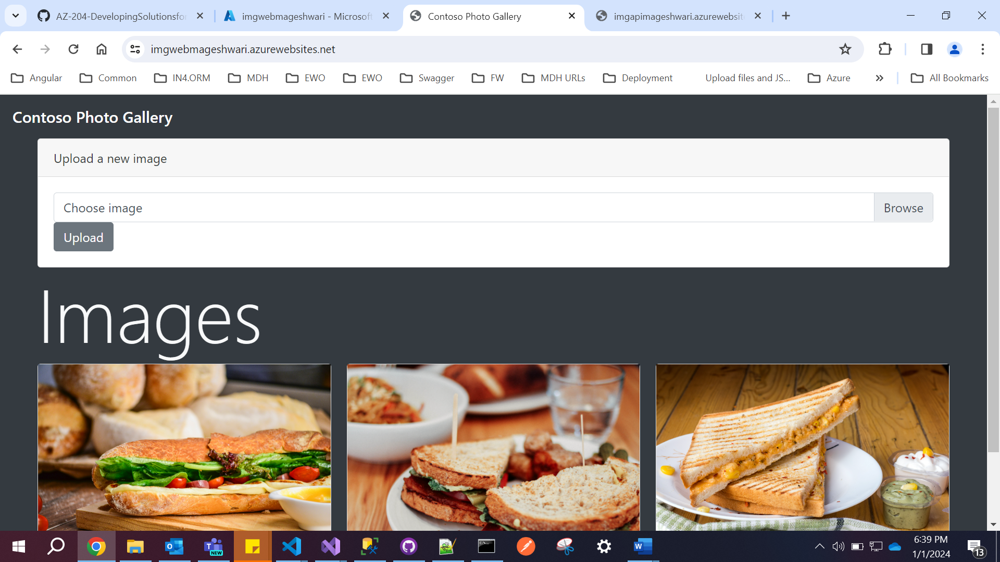 AZ-204-DevelopingSolutionsfo
imgwebmageshwari - Microsoft
Contoso Photo Gallery
imgapimageshwari.azurewebsite
imgwebmageshwari.azurewebsites.net
Angular
Common
IN4.ORM
MDH
EWO
EWO
Swagger
FW
MDH URLs
Deployment
Upload files and JS...
Azure
All Bookmarks
Contoso Photo Gallery
Upload a new image
Choose image
Browse
Upload
Images
NEW
6:39 PM
1/1/2024
13